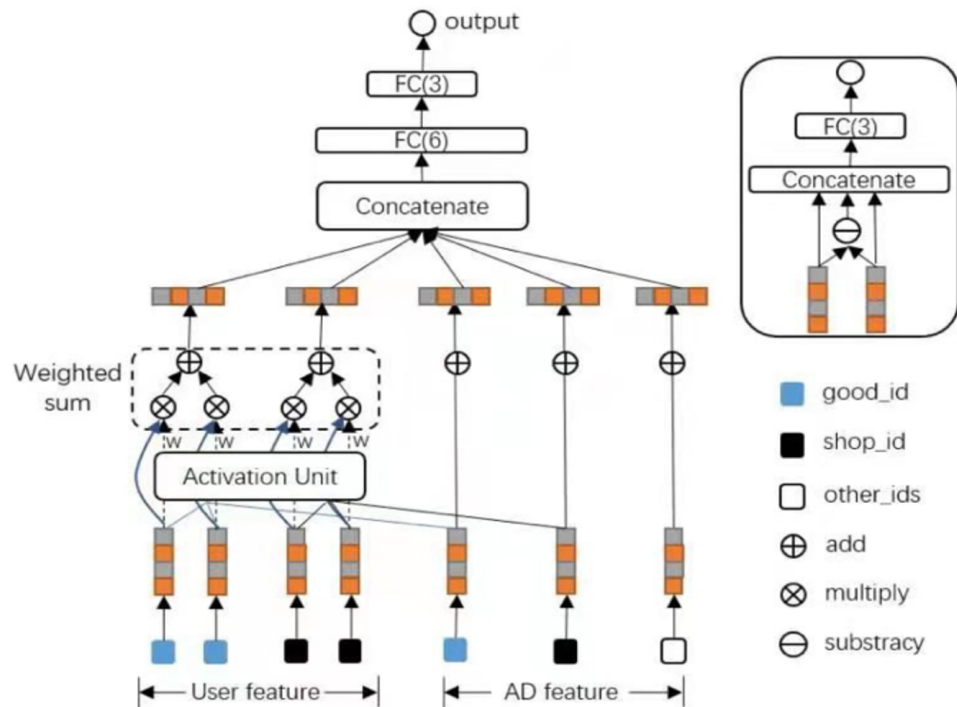 output
FC(3)
FC(6)
Concatenate
Weighted
sum
w
w
w
w
Activation Unit
User feature
AD feature
FC(3)
Concatenate
good_id
shop_id
other_ids
add
multiply
substracy